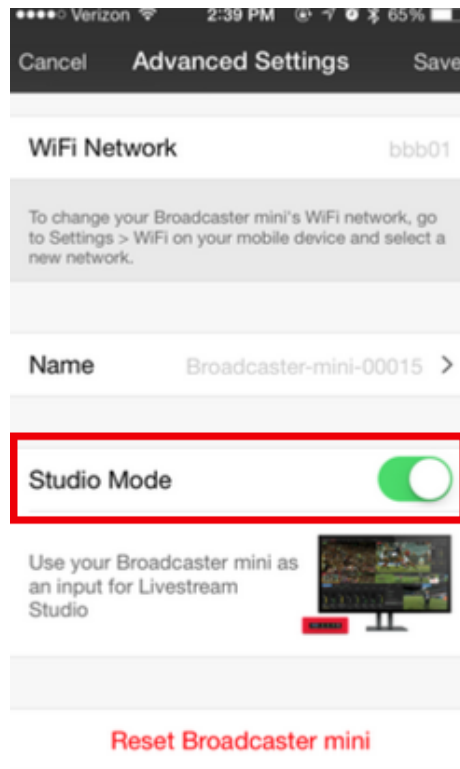 Verizon 2:39 PM 65%
Cancel Advanced Settings Save
WiFi Network bbb01
To change your Broadcaster mini's WiFi network, go
to Settings > WiFi on your mobile device and select a
new network.
Name Broadcaster-mini-00015 >
Studio Mode
Use your Broadcaster mini as
an input for Livestream
Studio
Reset Broadcaster mini